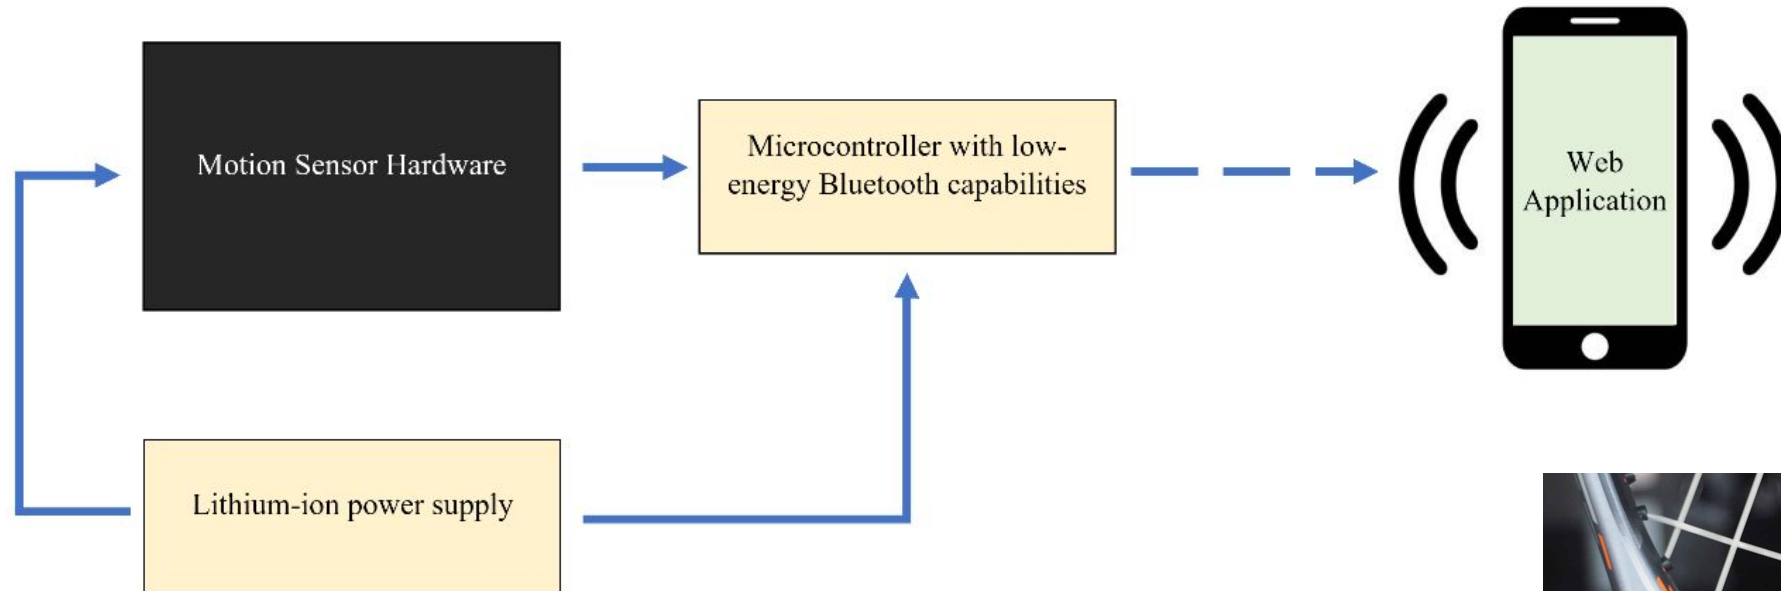 Motion Sensor Hardware
Microcontroller with low-
energy Bluetooth capabilities
Web
Application
Lithium-ion power supply